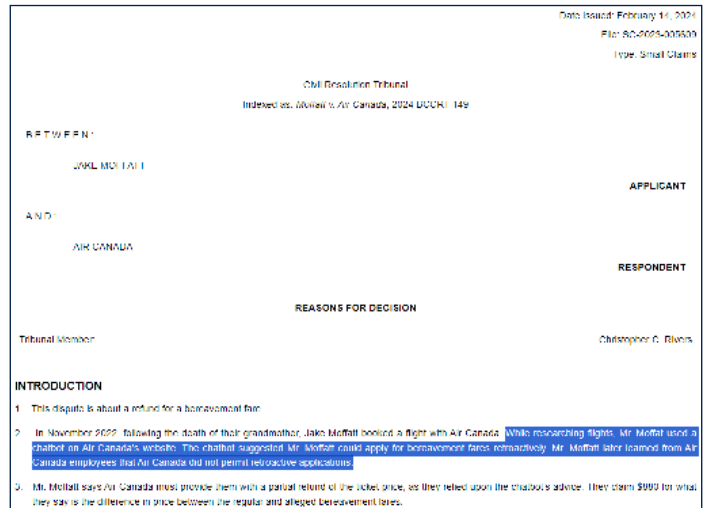 Date Issued: February 14, 2024
File: SC-2023-005609
Type: Small Claims
Civil Resolution Tribunal
Indexed as: Moffatt v. Air Canada, 2024 BCCRT 149
B E T W E E N :
JAKE MOFFATT
APPLICANT
A N D :
AIR CANADA
RESPONDENT
REASONS FOR DECISION
Tribunal Member: Christopher C. Rivers
INTRODUCTION
1. This dispute is about a refund for a bereavement fare.
2. In November 2022, following the death of their grandmother, Jake Moffatt booked a flight with Air Canada. While researching flights, Mr. Moffat used a
chatbot on Air Canada's website. The chatbot suggested Mr. Moffatt could apply for bereavement fares retroactively. Mr. Moffatt later learned from Air
Canada employees that Air Canada did not permit retroactive applications.
3. Mr. Moffatt says Air Canada must provide them with a partial refund of the ticket price, as they relied upon the chatbot's advice. They claim $880 for what
they say is the difference in price between the regular and alleged bereavement fares.